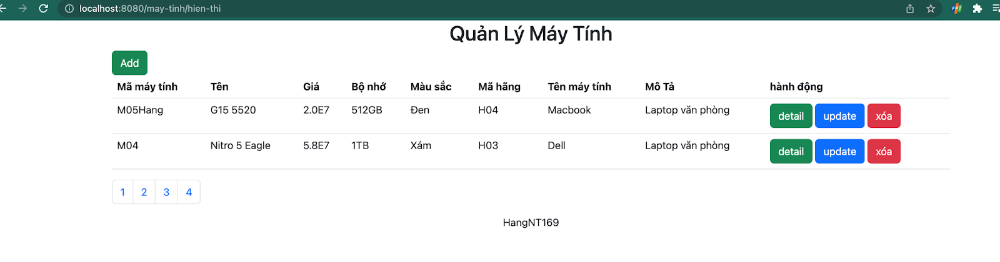 localhost:8080/may-tinh/hien-thi
Quản Lý Máy Tính
Add
Mã máy tính Tên Giá Bộ nhớ Màu sắc Mã hãng Tên máy tính Mô Tả hành động
M05Hang G15 5520 2.0E7 512GB Đen H04 Macbook Laptop văn phòng detail update xóa
M04 Nitro 5 Eagle 5.8E7 1TB Xám H03 Dell Laptop văn phòng detail update xóa
1 2 3 4
HangNT169